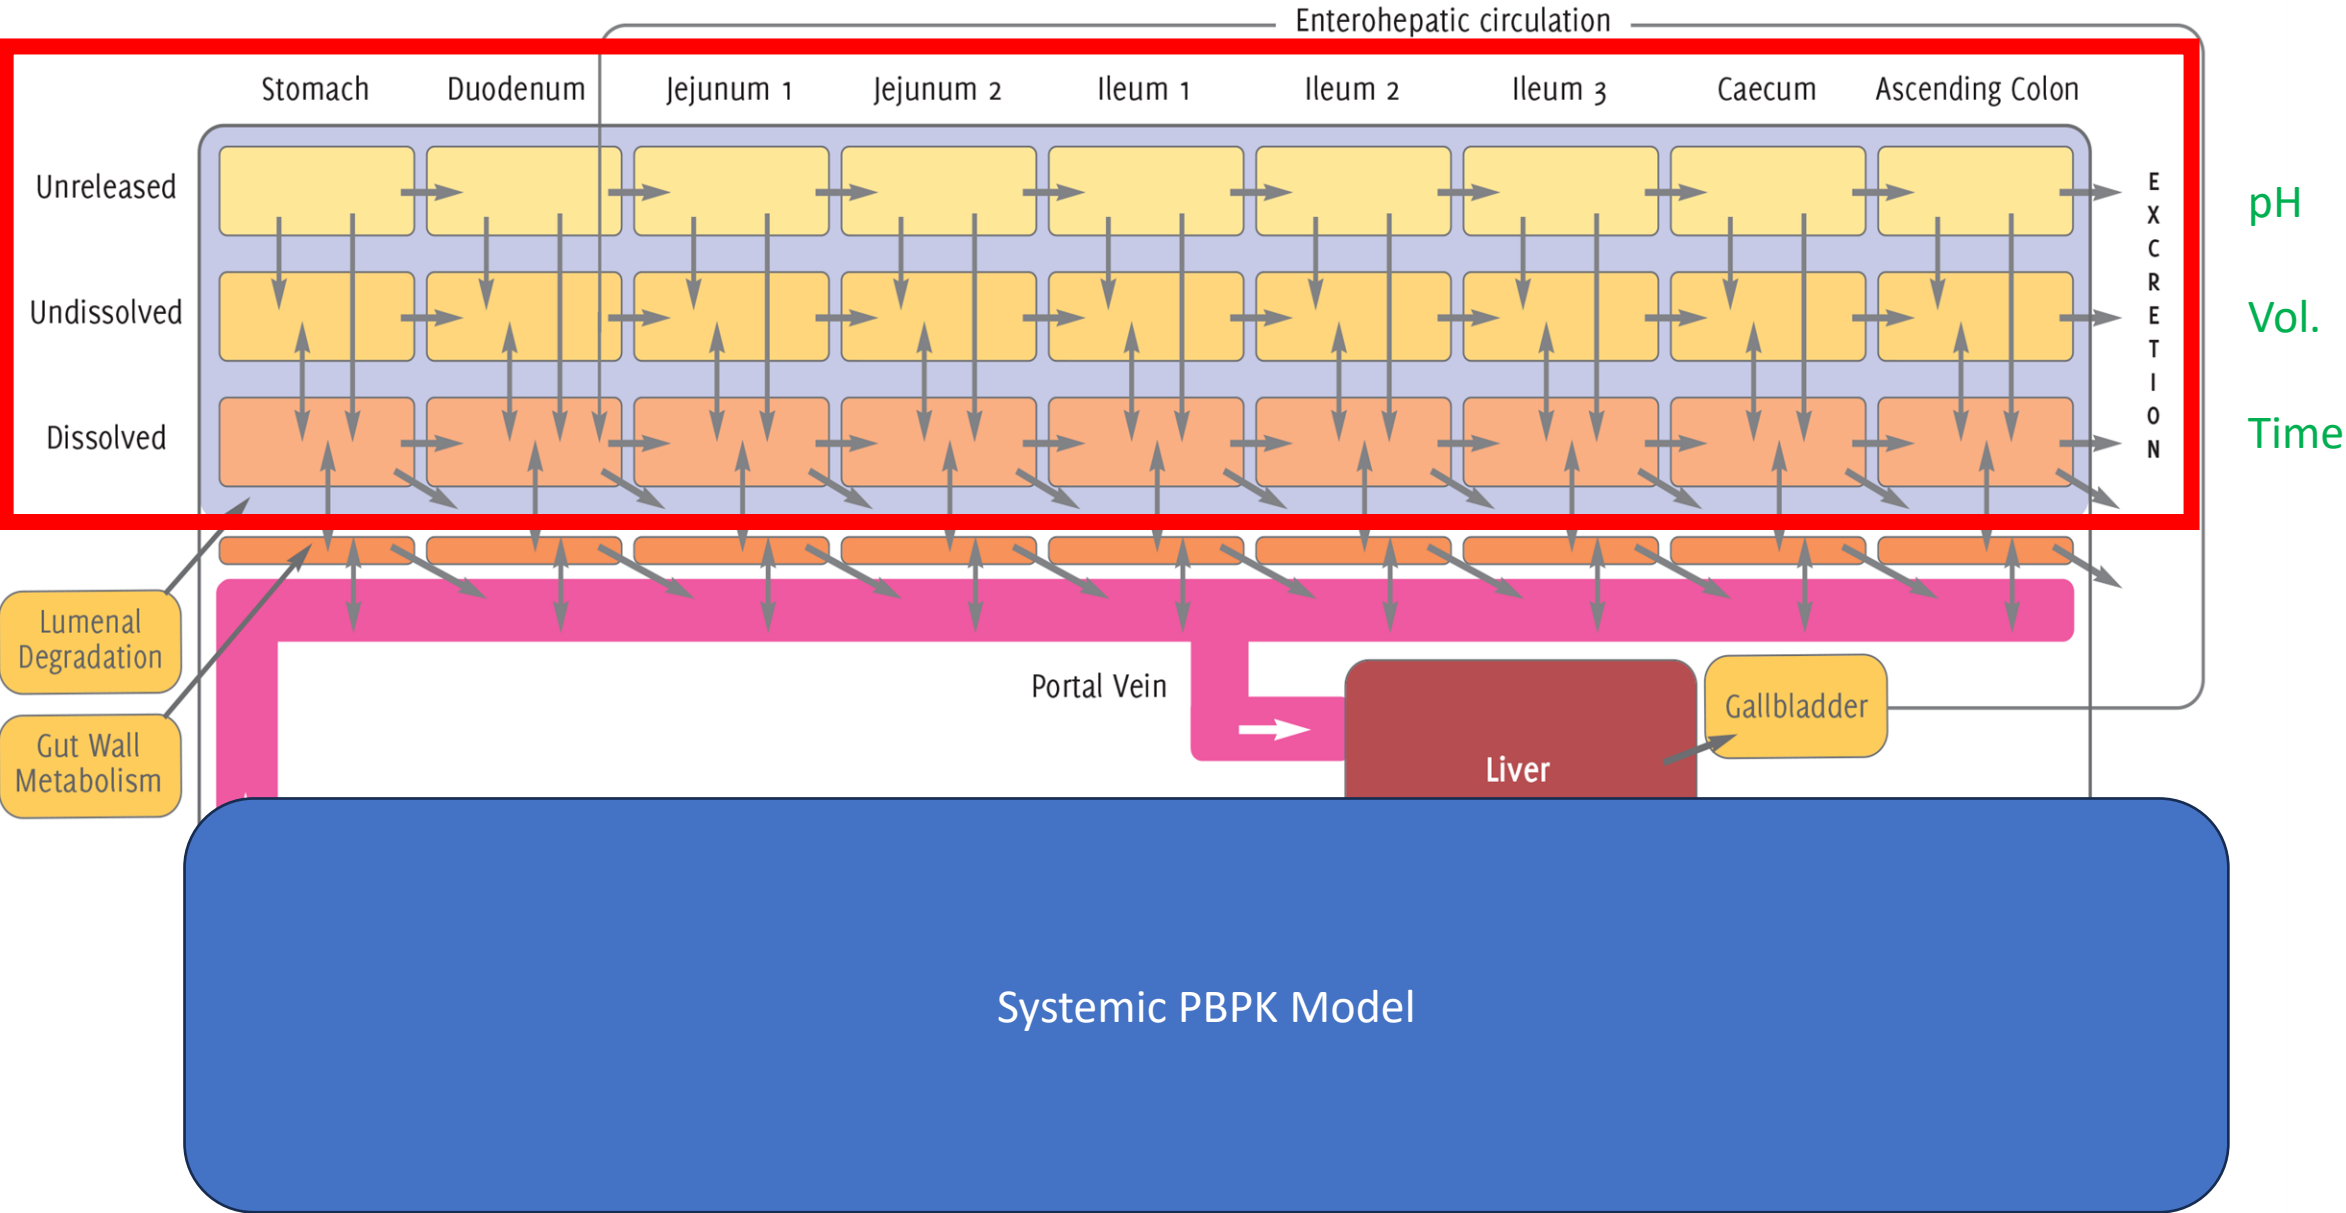 Enterohepatic circulation
Stomach Duodenum Jejunum 1 Jejunum 2 Ileum 1 Ileum 2 Ileum 3 Caecum Ascending Colon
Unreleased
Undissolved
Dissolved
EXCRETION
pH
Vol.
Time
Lumenal
Degradation
Gut Wall
Metabolism
Portal Vein
Liver
Gallbladder
Systemic PBPK Model